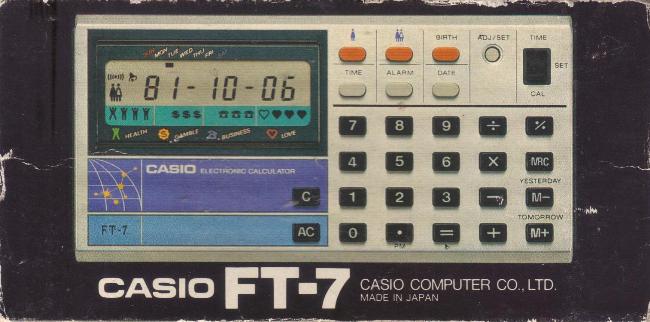 SUN MON TUE WED THU FRI SAT
81-10-06
$$$
HEALTH $ GAMBLE BUSINESS LOVE
BIRTH ADJ/SET TIME
TIME ALARM DATE SET
CAL
7 8 9 ÷ %
CASIO ELECTRONIC CALCULATOR
4 5 6 × MRC
YESTERDAY
C 1 2 3 − M−
TOMORROW
FT-7 AC 0 • = + M+
PM
CASIO FT-7 CASIO COMPUTER CO., LTD.
MADE IN JAPAN